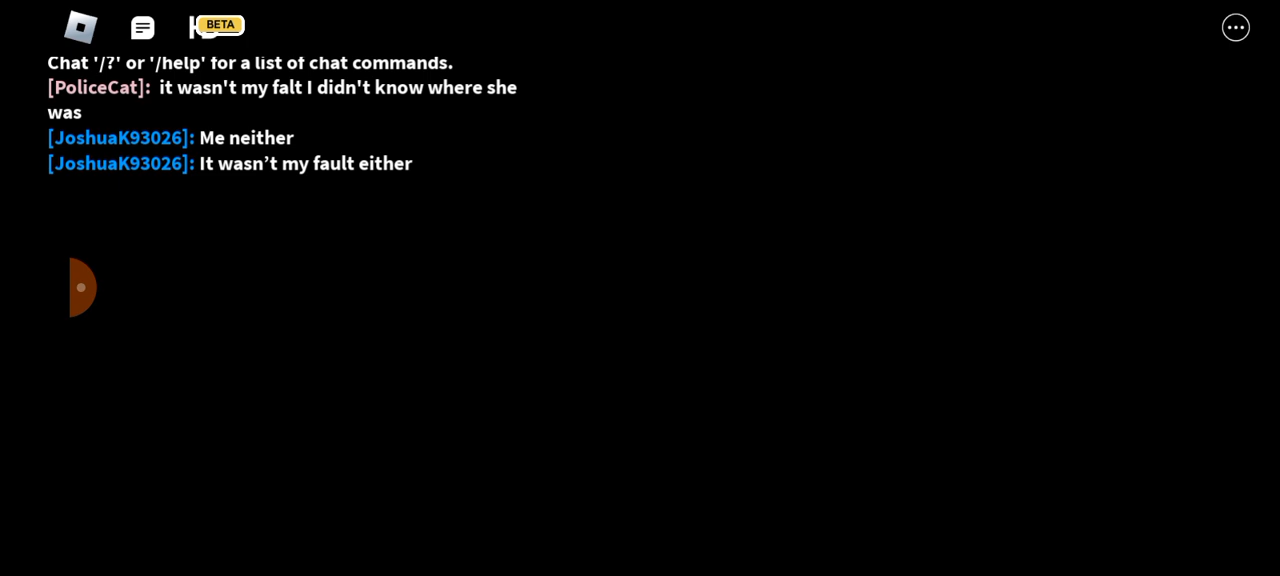 BETA
Chat '/?' or '/help' for a list of chat commands.
[PoliceCat]: it wasn't my falt I didn't know where she
was
[JoshuaK93026]: Me neither
[JoshuaK93026]: It wasn’t my fault either